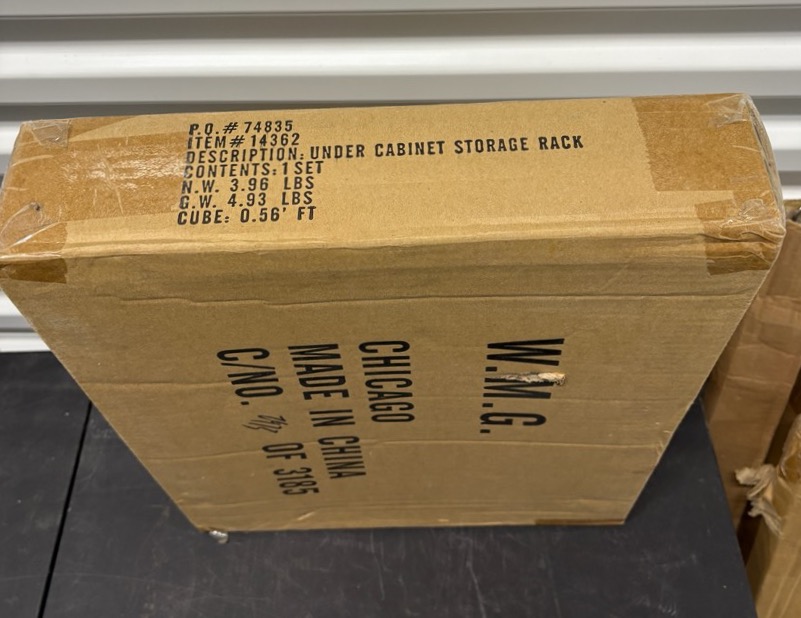 P.O.# 74835
ITEM# 14362
DESCRIPTION: UNDER CABINET STORAGE RACK
CONTENTS: 1 SET
N.W. 3.96 LBS
G.W. 4.93 LBS
CUBE: 0.56' FT
W.M.G.
CHICAGO
MADE IN CHINA
C/NO. OF 3185